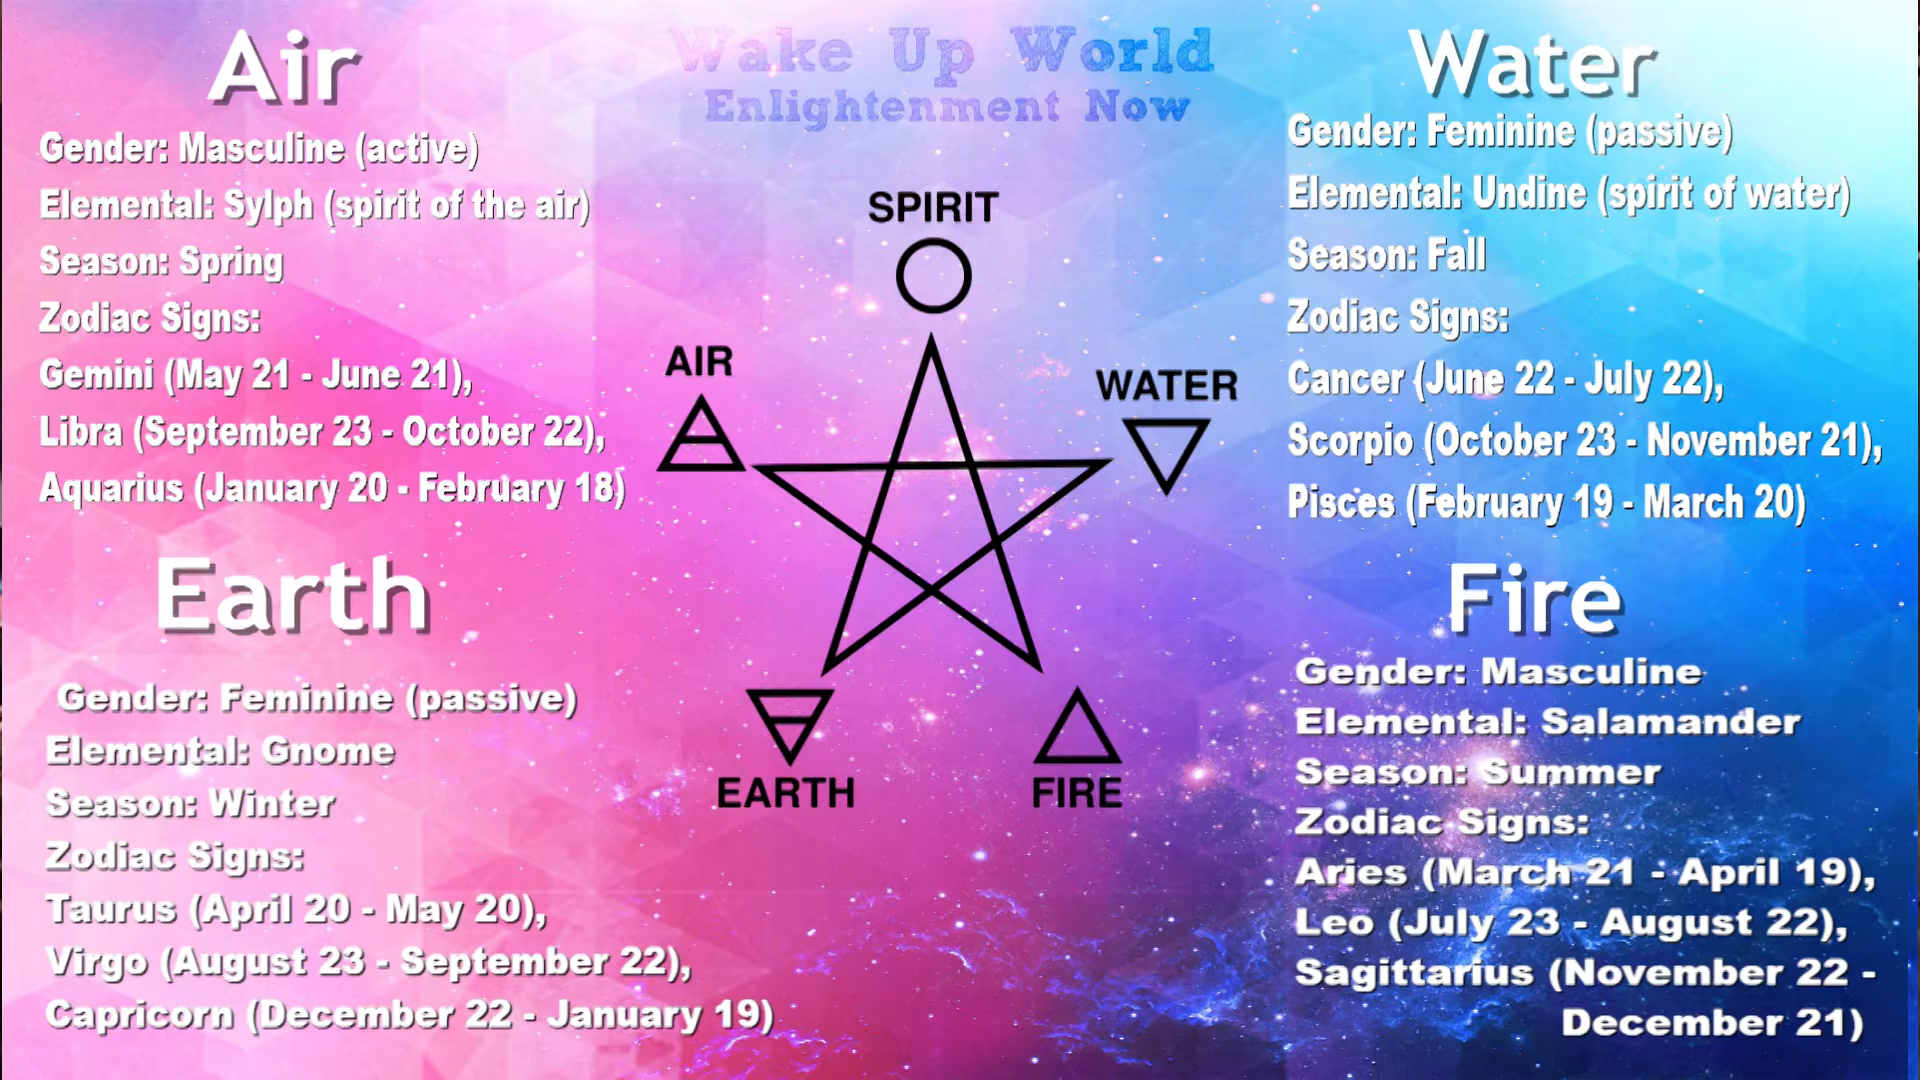 Wake Up World
Enlightenment Now
Air
Gender: Masculine (active)
Elemental: Sylph (spirit of the air)
Season: Spring
Zodiac Signs:
Gemini (May 21 - June 21),
Libra (September 23 - October 22),
Aquarius (January 20 - February 18)
Earth
Gender: Feminine (passive)
Elemental: Gnome
Season: Winter
Zodiac Signs:
Taurus (April 20 - May 20),
Virgo (August 23 - September 22),
Capricorn (December 22 - January 19)
SPIRIT
AIR
WATER
EARTH
FIRE
Water
Gender: Feminine (passive)
Elemental: Undine (spirit of water)
Season: Fall
Zodiac Signs:
Cancer (June 22 - July 22),
Scorpio (October 23 - November 21),
Pisces (February 19 - March 20)
Fire
Gender: Masculine
Elemental: Salamander
Season: Summer
Zodiac Signs:
Aries (March 21 - April 19),
Leo (July 23 - August 22),
Sagittarius (November 22 -
December 21)